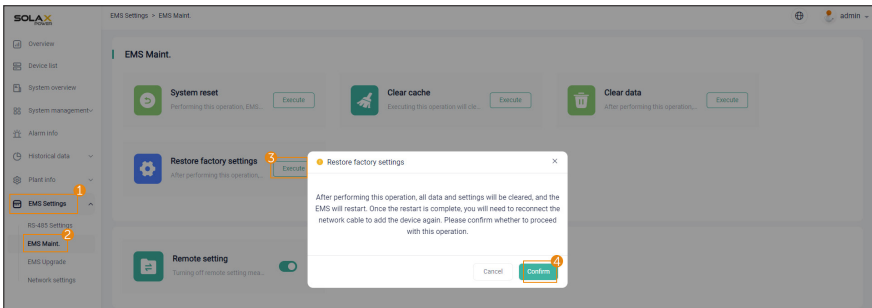 SOLAX
POWER
EMS Settings > EMS Maint.
admin
Overview
Device list
System overview
System management
Alarm info
Historical data
Plant info
1
EMS Settings
RS-485 Settings
2
EMS Maint.
EMS Upgrade
Network settings
EMS Maint.
System reset
Performing this operation, EMS...
Execute
Clear cache
Executing this operation will cle...
Execute
Clear data
After performing this operation,...
Execute
Restore factory settings
After performing this operation,...
3
Execute
Remote setting
Turning off remote setting mea...
Restore factory settings
×
After performing this operation, all data and settings will be cleared, and the
EMS will restart. Once the restart is complete, you will need to reconnect the
network cable to add the device again. Please confirm whether to proceed
with this operation.
Cancel
4
Confirm